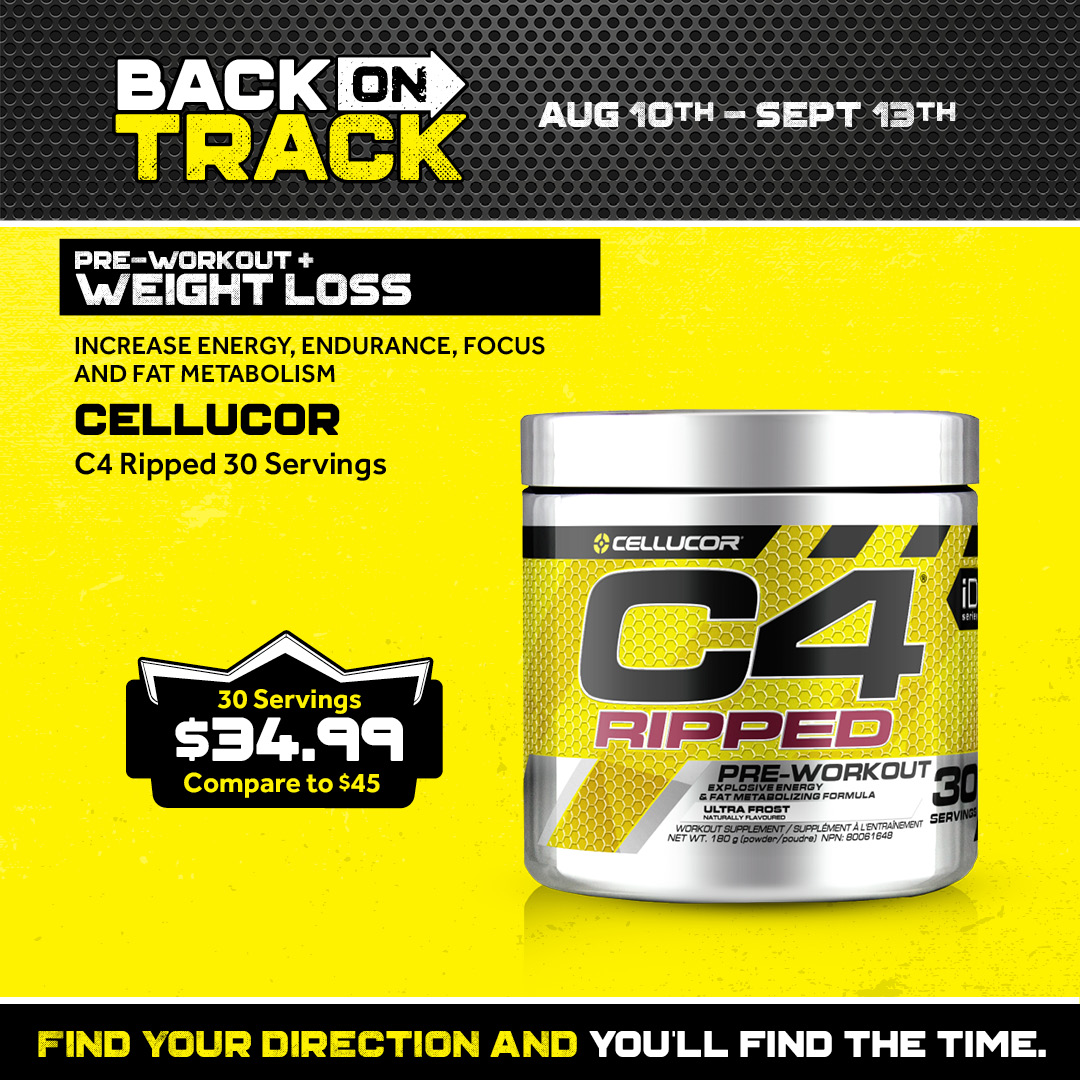 BACK ON
TRACK
AUG 10TH – SEPT 13TH
PRE-WORKOUT +
WEIGHT LOSS
INCREASE ENERGY, ENDURANCE, FOCUS
AND FAT METABOLISM
CELLUCOR
C4 Ripped 30 Servings
30 Servings
$34.99
Compare to $45
CELLUCOR®
C4®
iD
series
RIPPED
PRE-WORKOUT
EXPLOSIVE ENERGY
& FAT METABOLIZING FORMULA
ULTRA FROST
NATURALLY FLAVOURED
WORKOUT SUPPLEMENT / SUPPLÉMENT À L'ENTRAÎNEMENT
NET WT. 180 g (powder/poudre) NPN: 80061648
30
SERVINGS
FIND YOUR DIRECTION AND YOU'LL FIND THE TIME.